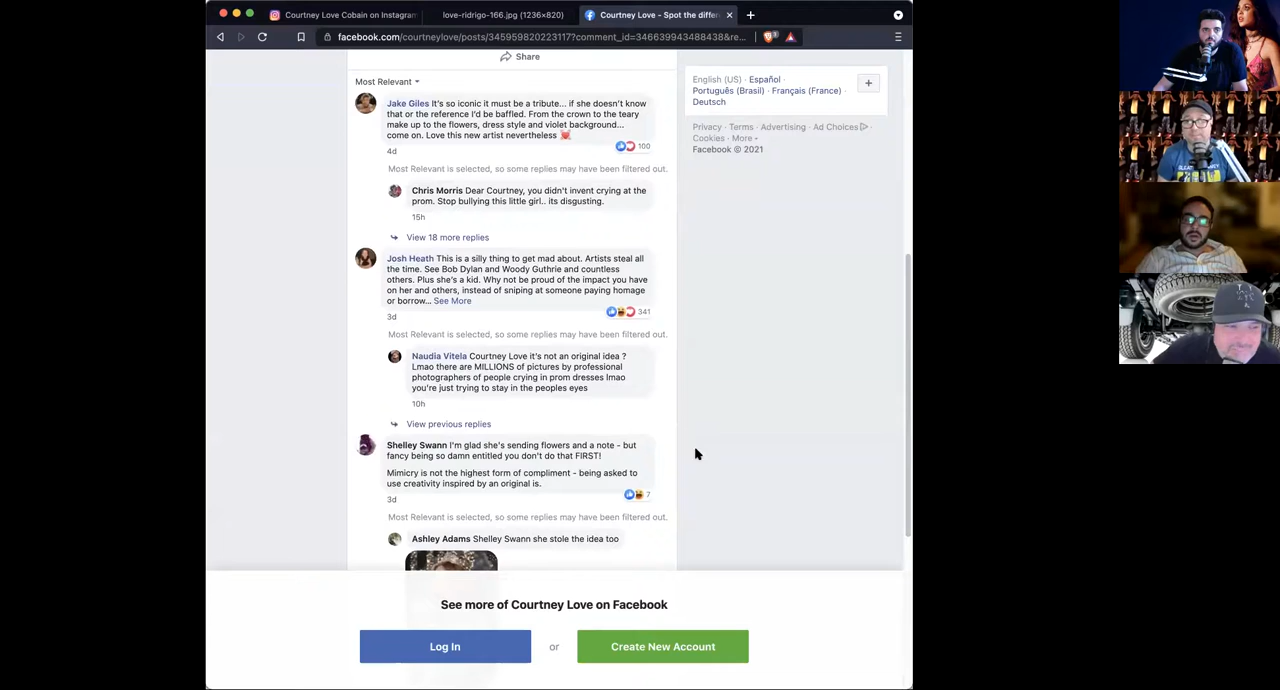 Courtney Love Cobain on Instagram
love-ridrigo-166.jpg (1236×820)
Courtney Love - Spot the differ
facebook.com/courtneylove/posts/345959820223117?comment_id=346639943488438&re...
Share
Most Relevant
Jake Giles It's so iconic it must be a tribute... if she doesn't know
that or the reference I'd be baffled. From the crown to the teary
make up to the flowers, dress style and violet background...
come on. Love this new artist nevertheless 💓
100
4d
Most Relevant is selected, so some replies may have been filtered out.
Chris Morris Dear Courtney, you didn't invent crying at the
prom. Stop bullying this little girl.. its disgusting.
15h
View 18 more replies
Josh Heath This is a silly thing to get mad about. Artists steal all
the time. See Bob Dylan and Woody Guthrie and countless
others. Plus she's a kid. Why not be proud of the impact you have
on her and others, instead of sniping at someone paying homage
or borrow... See More
341
3d
Most Relevant is selected, so some replies may have been filtered out.
Naudia Vitela Courtney Love it's not an original idea ?
Lmao there are MILLIONS of pictures by professional
photographers of people crying in prom dresses lmao
you're just trying to stay in the peoples eyes
10h
View previous replies
Shelley Swann I'm glad she's sending flowers and a note - but
fancy being so damn entitled you don't do that FIRST!
Mimicry is not the highest form of compliment - being asked to
use creativity inspired by an original is.
7
3d
Most Relevant is selected, so some replies may have been filtered out.
Ashley Adams Shelley Swann she stole the idea too
See more of Courtney Love on Facebook
Log In
or
Create New Account
English (US) · Español ·
Português (Brasil) · Français (France) ·
Deutsch
Privacy · Terms · Advertising · Ad Choices ·
Cookies · More
Facebook © 2021